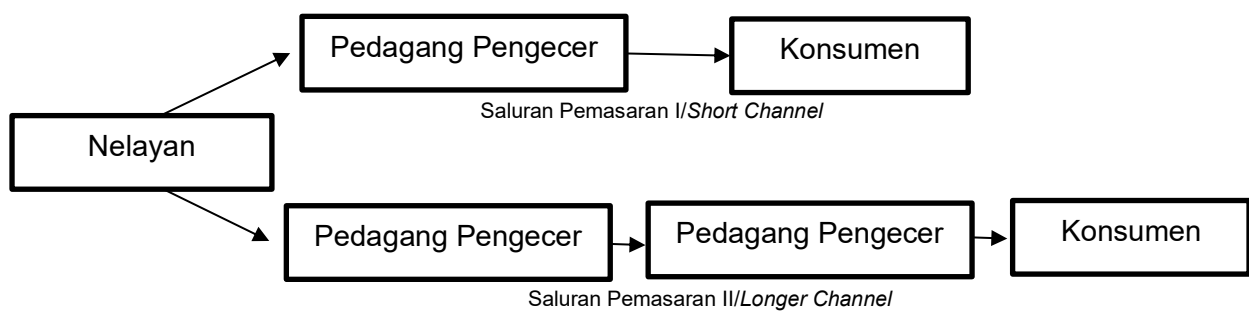 Pedagang Pengecer
Konsumen
Saluran Pemasaran I/Short Channel
Nelayan
Pedagang Pengecer
Pedagang Pengecer
Konsumen
Saluran Pemasaran II/Longer Channel